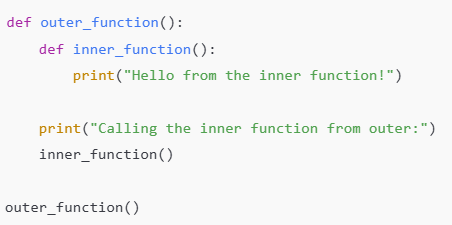 def outer_function():
    def inner_function():
        print("Hello from the inner function!")

    print("Calling the inner function from outer:")
    inner_function()

outer_function()